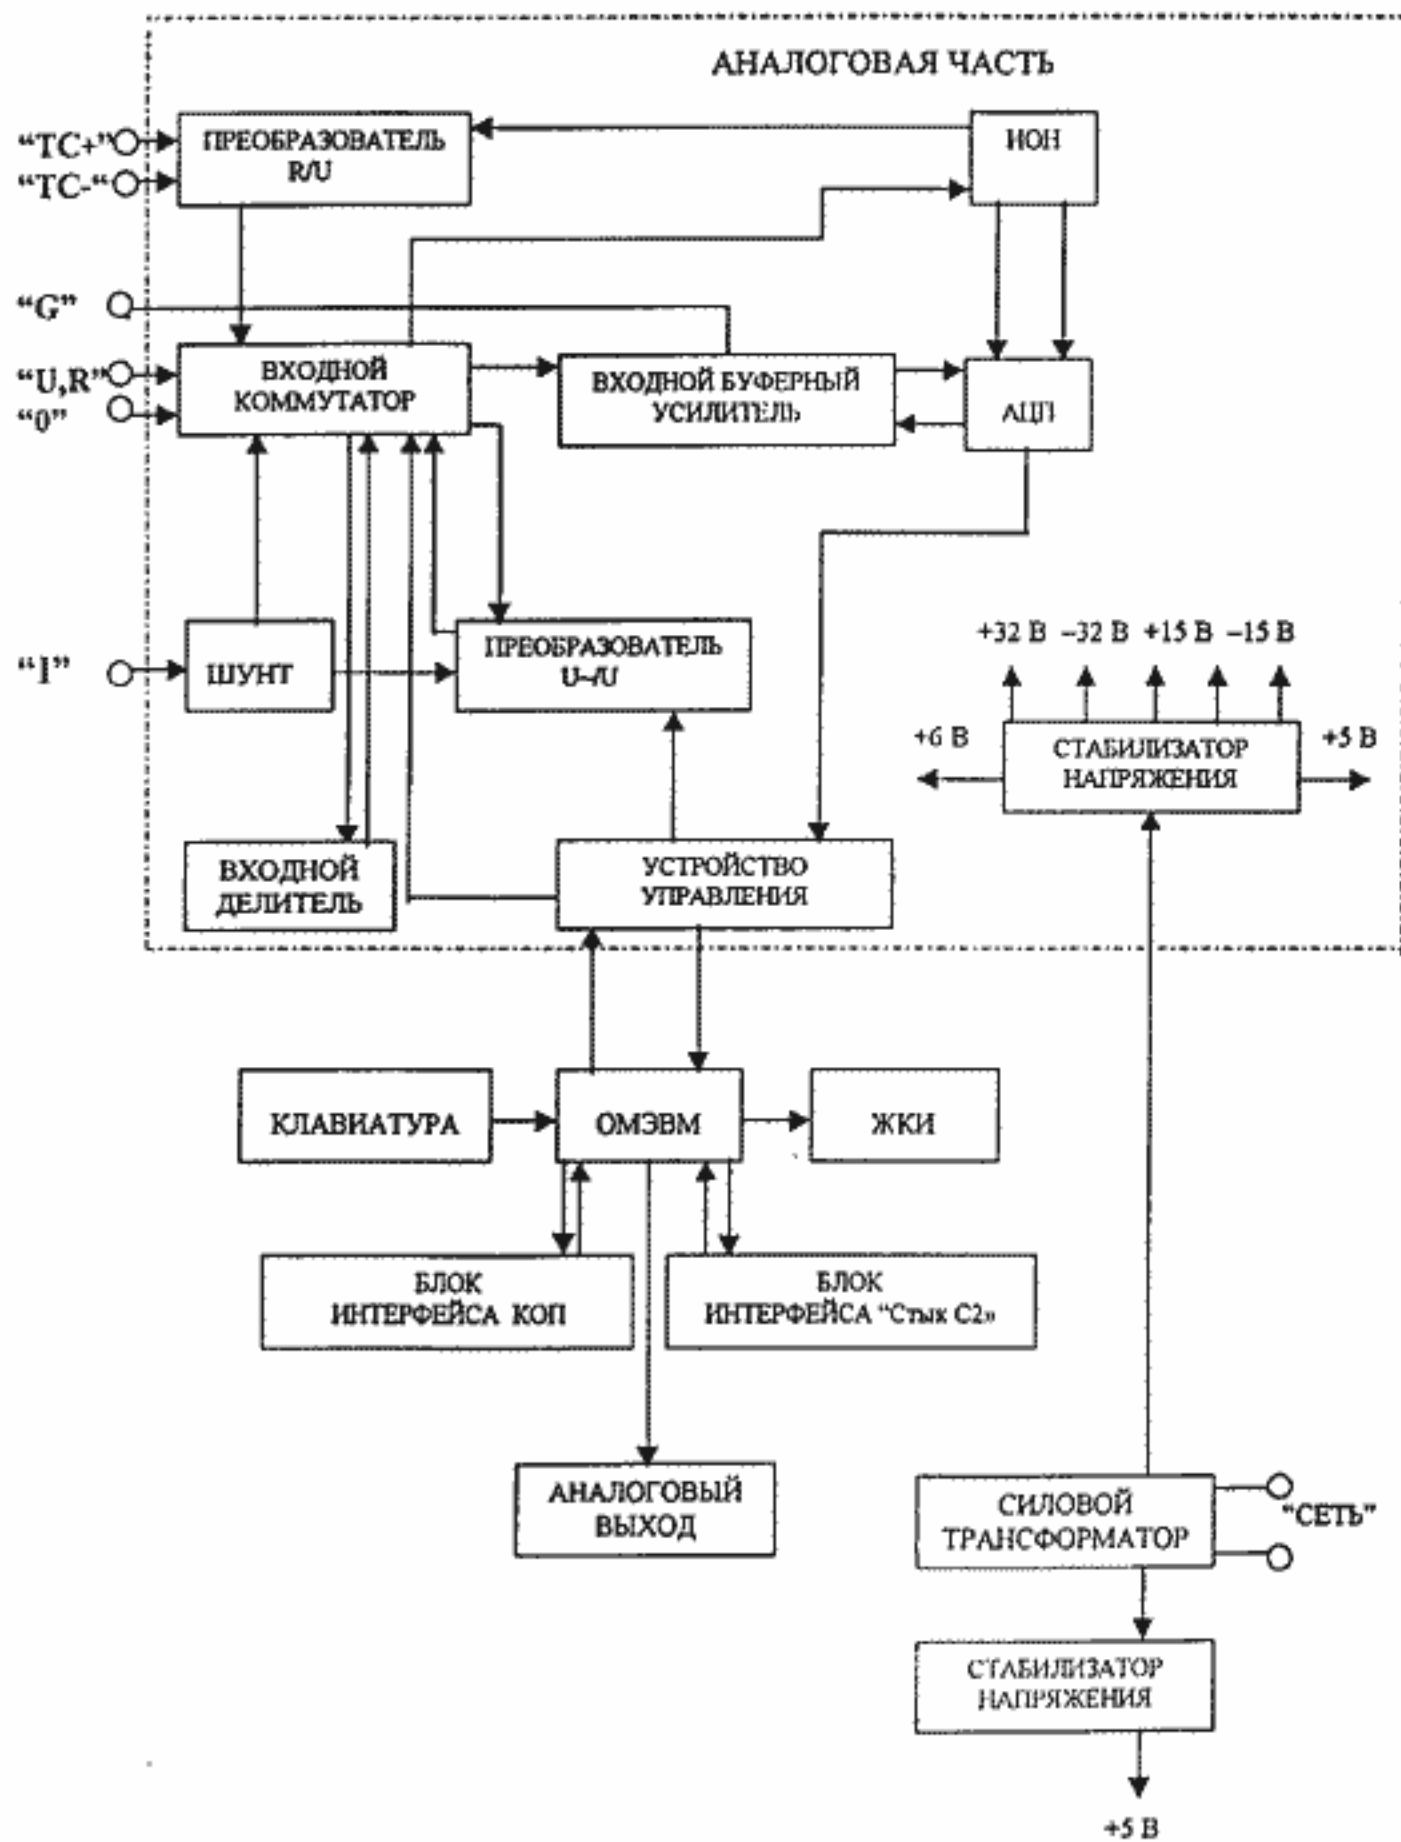 АНАЛОГОВАЯ ЧАСТЬ
“ТС+”
“ТС-“
ПРЕОБРАЗОВАТЕЛЬ
R/U
ИОН
“G”
“U,R”
“0”
ВХОДНОЙ
КОММУТАТОР
ВХОДНОЙ БУФЕРНЫЙ
УСИЛИТЕЛЬ
АЦП
“I”
ШУНТ
ПРЕОБРАЗОВАТЕЛЬ
U~/U
+32 В –32 В +15 В –15 В
+6 В
СТАБИЛИЗАТОР
НАПРЯЖЕНИЯ
+5 В
ВХОДНОЙ
ДЕЛИТЕЛЬ
УСТРОЙСТВО
УПРАВЛЕНИЯ
КЛАВИАТУРА
ОМЭВМ
ЖКИ
БЛОК
ИНТЕРФЕЙСА КОП
БЛОК
ИНТЕРФЕЙСА “Стык С2»
АНАЛОГОВЫЙ
ВЫХОД
СИЛОВОЙ
ТРАНСФОРМАТОР
“СЕТЬ”
СТАБИЛИЗАТОР
НАПРЯЖЕНИЯ
+5 В